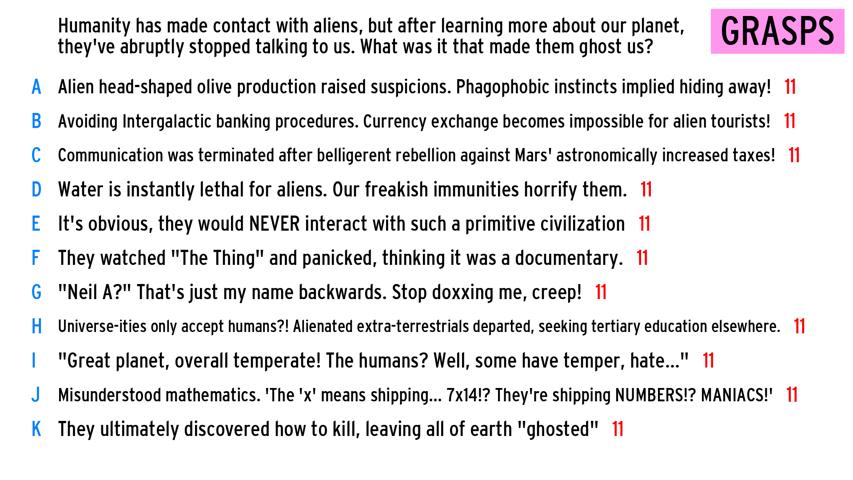 Humanity has made contact with aliens, but after learning more about our planet,
they've abruptly stopped talking to us. What was it that made them ghost us?
GRASPS
A Alien head-shaped olive production raised suspicions. Phagophobic instincts implied hiding away! 11
B Avoiding Intergalactic banking procedures. Currency exchange becomes impossible for alien tourists! 11
C Communication was terminated after belligerent rebellion against Mars' astronomically increased taxes! 11
D Water is instantly lethal for aliens. Our freakish immunities horrify them. 11
E It's obvious, they would NEVER interact with such a primitive civilization 11
F They watched "The Thing" and panicked, thinking it was a documentary. 11
G "Neil A?" That's just my name backwards. Stop doxxing me, creep! 11
H Universe-ities only accept humans?! Alienated extra-terrestrials departed, seeking tertiary education elsewhere. 11
I "Great planet, overall temperate! The humans? Well, some have temper, hate..." 11
J Misunderstood mathematics. 'The 'x' means shipping... 7x14!? They're shipping NUMBERS!? MANIACS!' 11
K They ultimately discovered how to kill, leaving all of earth "ghosted" 11